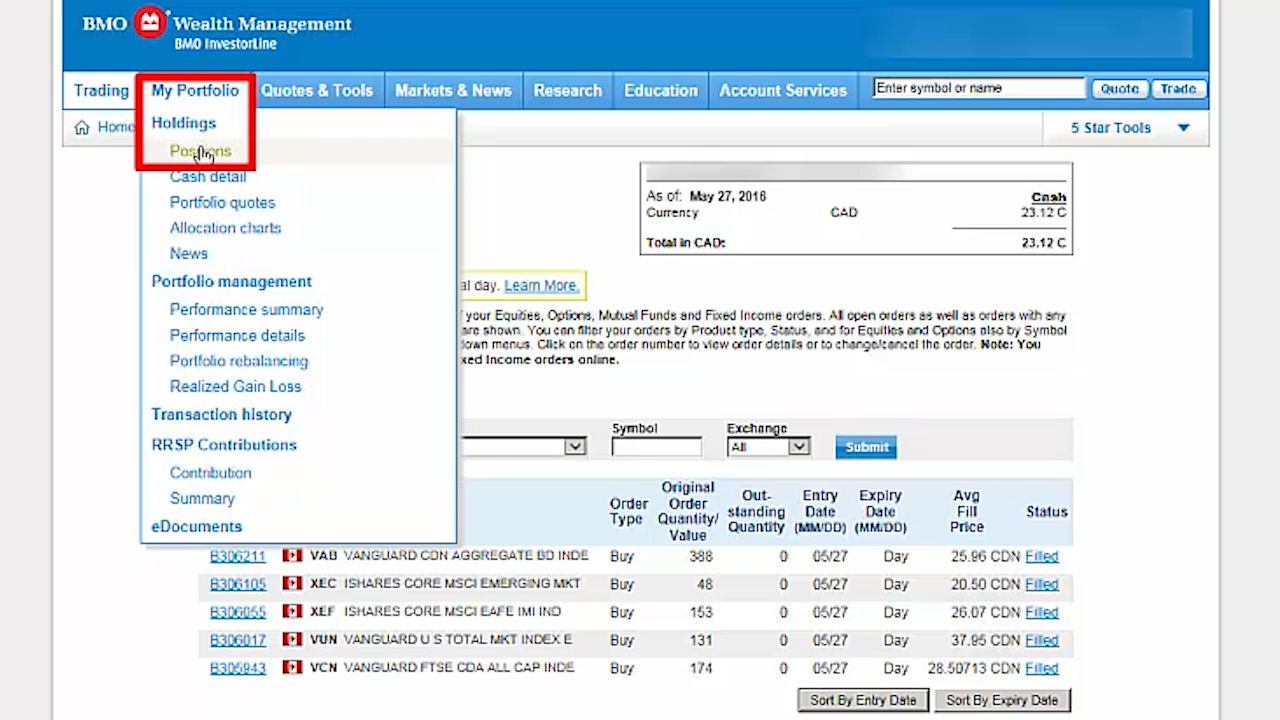 BMO Wealth Management
BMO InvestorLine
Trading My Portfolio Quotes & Tools Markets & News Research Education Account Services Enter symbol or name Quote Trade
Home 5 Star Tools
Holdings
Positions
Cash detail
Portfolio quotes
Allocation charts
News
Portfolio management
Performance summary
Performance details
Portfolio rebalancing
Realized Gain Loss
Transaction history
RRSP Contributions
Contribution
Summary
eDocuments
As of: May 27, 2016 Cash
Currency CAD 23.12 C
Total in CAD: 23.12 C
al day. Learn More.
your Equities, Options, Mutual Funds and Fixed Income orders. All open orders as well as orders with any
are shown. You can filter your orders by Product type, Status, and for Equities and Options also by Symbol
down menus. Click on the order number to view order details or to change/cancel the order. Note: You
xed Income orders online.
Symbol Exchange
All Submit
Order Type Original Order Quantity/ Value Out-standing Quantity Entry Date (MM/DD) Expiry Date (MM/DD) Avg Fill Price Status
B306211 VAB VANGUARD CDN AGGREGATE BD INDE Buy 388 0 05/27 Day 25.96 CDN Filled
B306105 XEC ISHARES CORE MSCI EMERGING MKT Buy 48 0 05/27 Day 20.50 CDN Filled
B306055 XEF ISHARES CORE MSCI EAFE IMI IND Buy 153 0 05/27 Day 26.07 CDN Filled
B306017 VUN VANGUARD U S TOTAL MKT INDEX E Buy 131 0 05/27 Day 37.95 CDN Filled
B305943 VCN VANGUARD FTSE CDA ALL CAP INDE Buy 174 0 05/27 Day 28.50713 CDN Filled
Sort By Entry Date Sort By Expiry Date